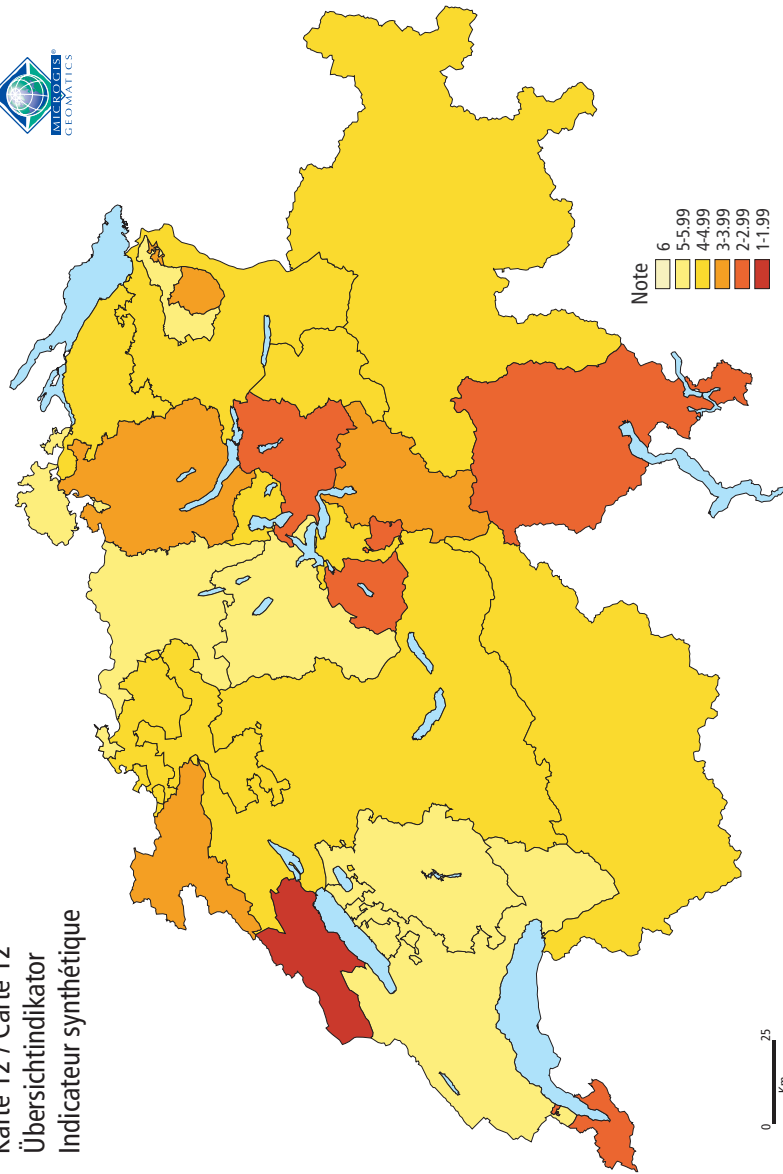 Karte 12 / Carte 12
Übersichtindikator
Indicateur synthétique
MICROGIS®
GEOMATICS
Note
6
5-5.99
4-4.99
3-3.99
2-2.99
1-1.99
0 25
Km